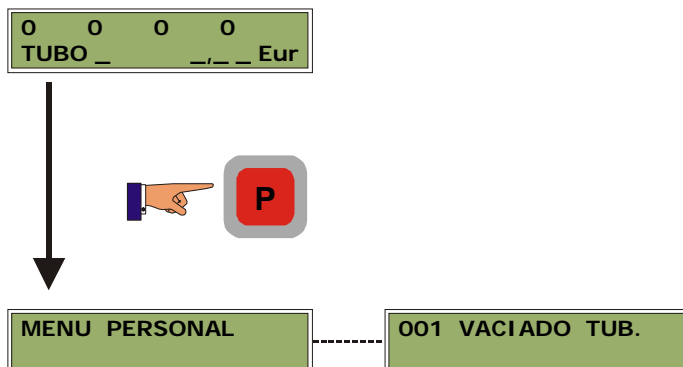 0 0 0 0
TUBO _ _,_ _ Eur
P
MENU PERSONAL
001 VACIADO TUB.